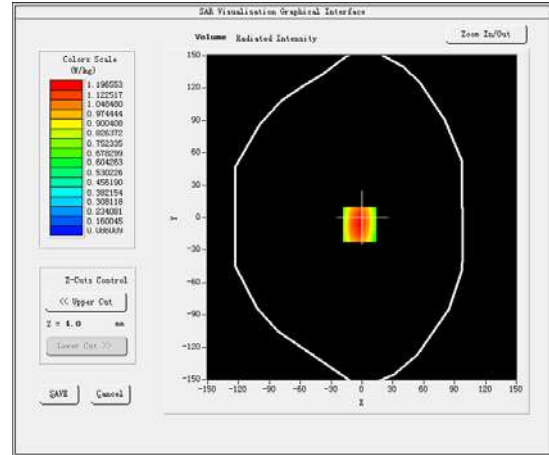 SAR Visualisation Graphical Interface
Volume Radiated Intensity
Zoom In/Out
Colors Scale
(W/kg)
1.196553
1.122517
1.048480
0.974444
0.900408
0.826372
0.752335
0.678299
0.604263
0.530226
0.456190
0.382154
0.308118
0.234081
0.160045
0.086009
150
120
90
60
30
0
-30
-60
-90
-120
-150
Y
-150 -120 -90 -60 -30 0 30 60 90 120 150
X
Z-Cuts Control
<< Upper Cut
Z = 4.0 mm
Lower Cut >>
SAVE Cancel